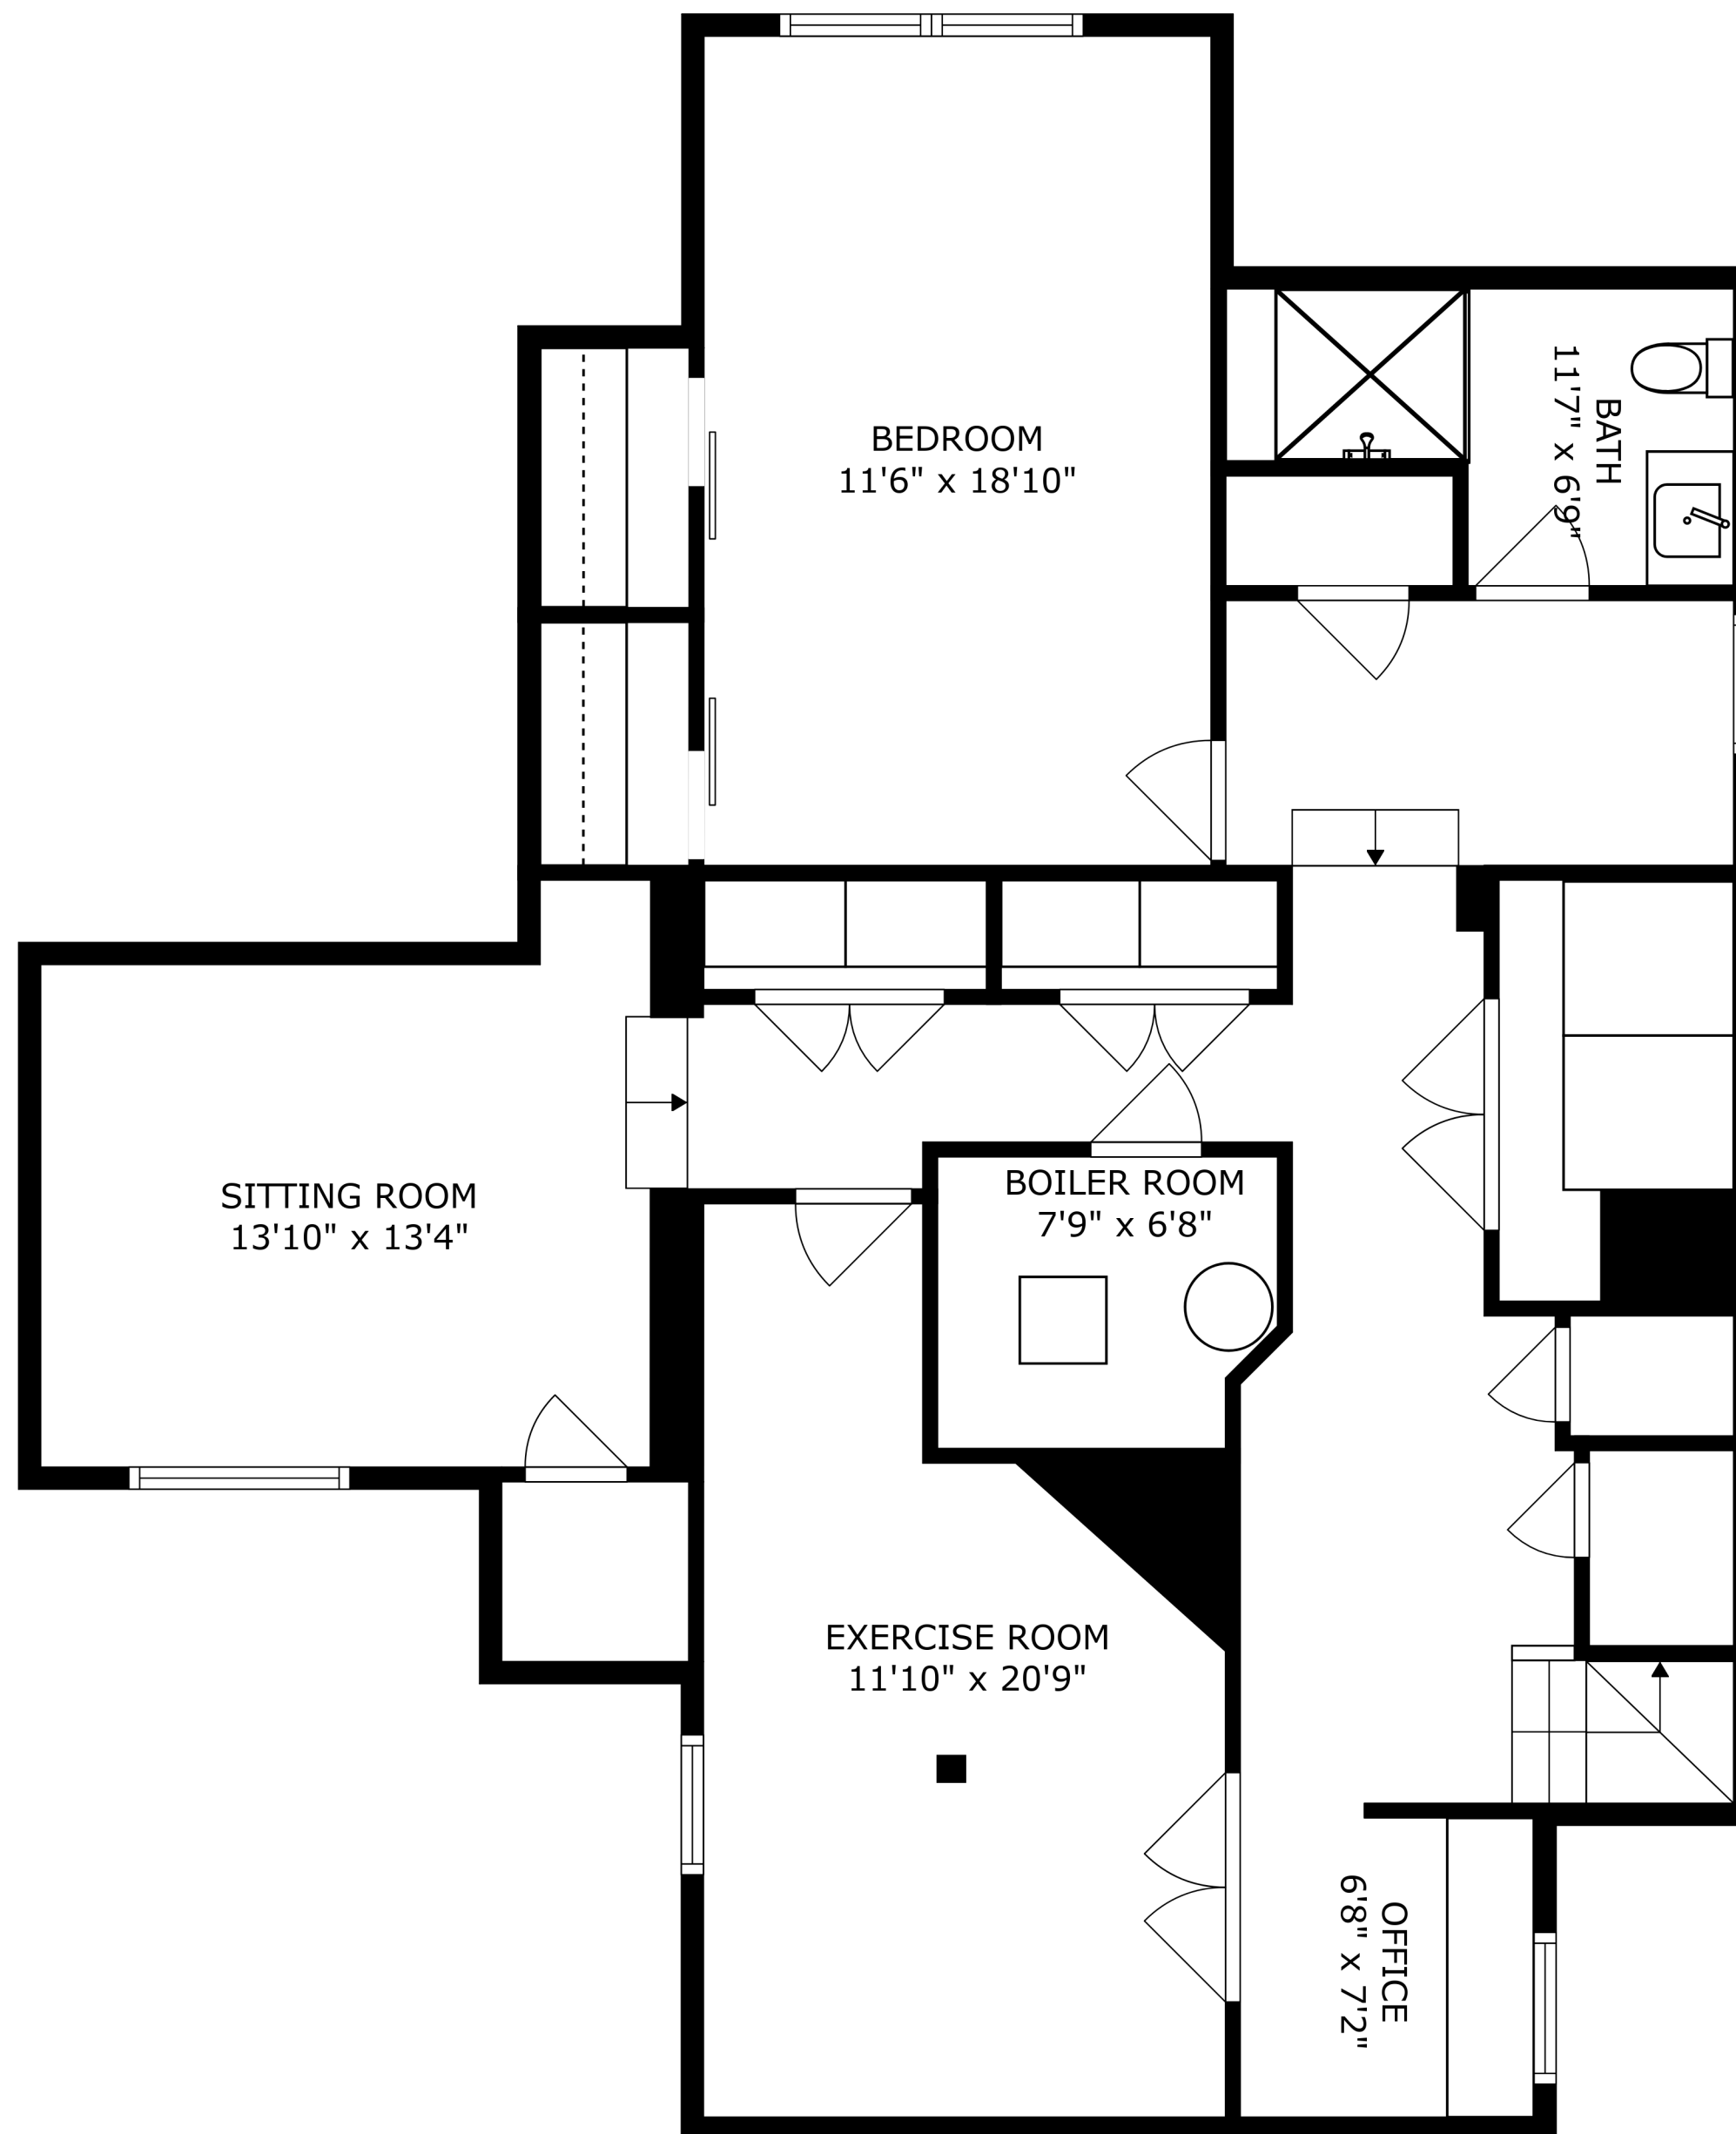 BEDROOM
11'6" x 18'10"
BATH
11'7" x 6'9"
SITTING ROOM
13'10" x 13'4"
BOILER ROOM
7'9" x 6'8"
EXERCISE ROOM
11'10" x 20'9"
OFFICE
6'8" x 7'2"